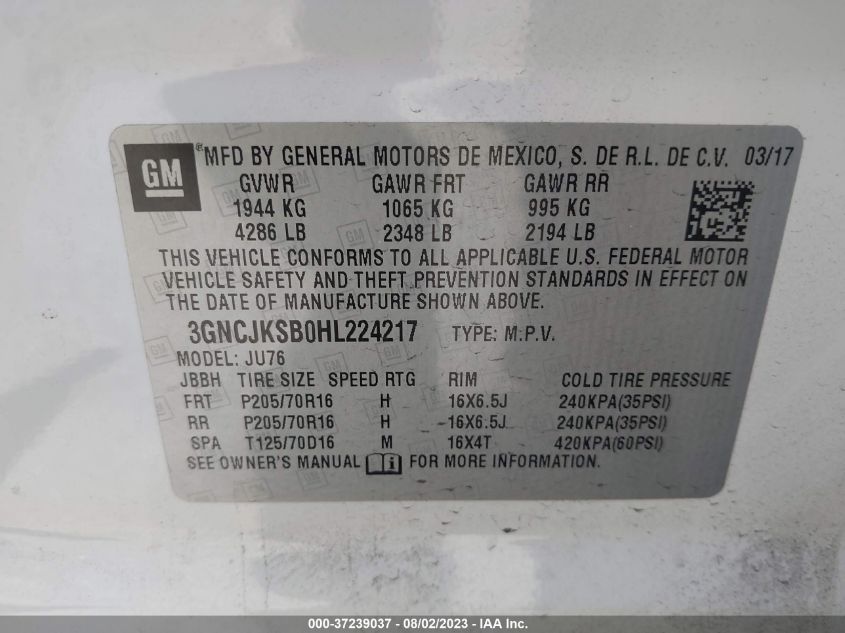 GM ® MFD BY GENERAL MOTORS DE MEXICO, S. DE R.L. DE C.V. 03/17
GVWR GAWR FRT GAWR RR
1944 KG 1065 KG 995 KG
4286 LB 2348 LB 2194 LB
THIS VEHICLE CONFORMS TO ALL APPLICABLE U.S. FEDERAL MOTOR
VEHICLE SAFETY AND THEFT PREVENTION STANDARDS IN EFFECT ON
THE DATE OF MANUFACTURE SHOWN ABOVE.
3GNCJKSB0HL224217 TYPE: M.P.V.
MODEL: JU76
JBBH TIRE SIZE SPEED RTG RIM COLD TIRE PRESSURE
FRT P205/70R16 H 16X6.5J 240KPA(35PSI)
RR P205/70R16 H 16X6.5J 240KPA(35PSI)
SPA T125/70D16 M 16X4T 420KPA(60PSI)
SEE OWNER'S MANUAL FOR MORE INFORMATION.
000-37239037 - 08/02/2023 - IAA Inc.